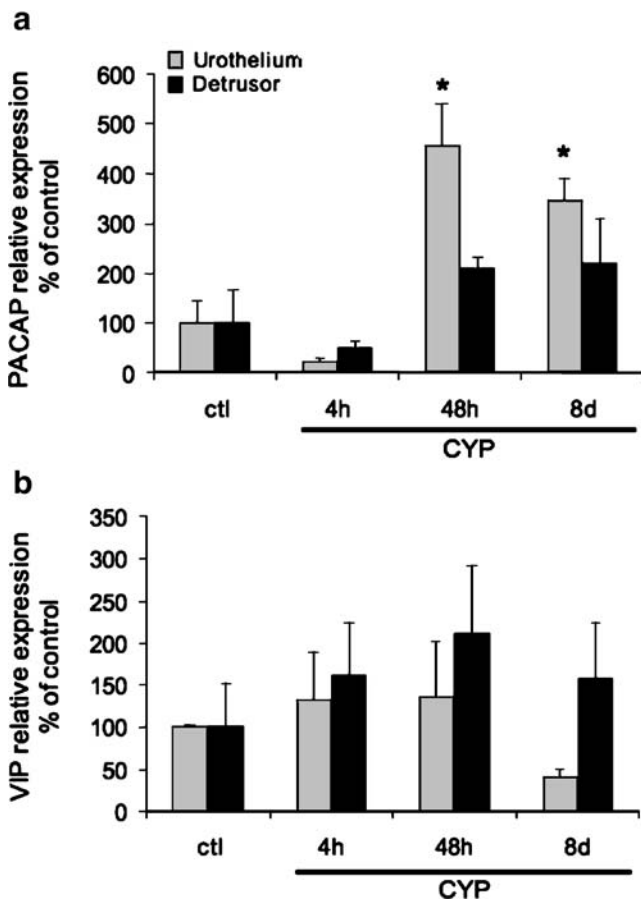 a
Urothelium
Detrusor
PACAP relative expression
% of control
600
500
400
300
200
100
0
*
*
ctl
4h
48h
8d
CYP
b
VIP relative expression
% of control
350
300
250
200
150
100
50
0
ctl
4h
48h
8d
CYP